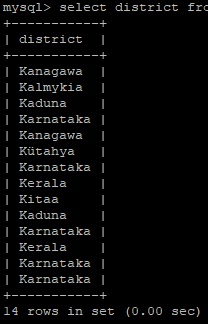 mysql> select district fro
+-----------+
| district |
+-----------+
| Kanagawa |
| Kalmykia |
| Kaduna |
| Karnataka |
| Kanagawa |
| Kütahya |
| Karnataka |
| Kerala |
| Kitaa |
| Kaduna |
| Karnataka |
| Kerala |
| Karnataka |
| Karnataka |
+-----------+
14 rows in set (0.00 sec)